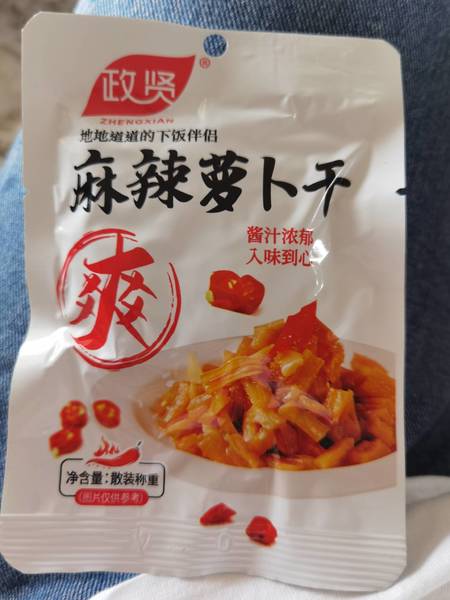 政贤®
ZHENGXIAN
地地道道的下饭伴侣
麻辣萝卜干
酱汁浓郁
入味到心
爽
净含量:散装称重
(图片仅供参考)